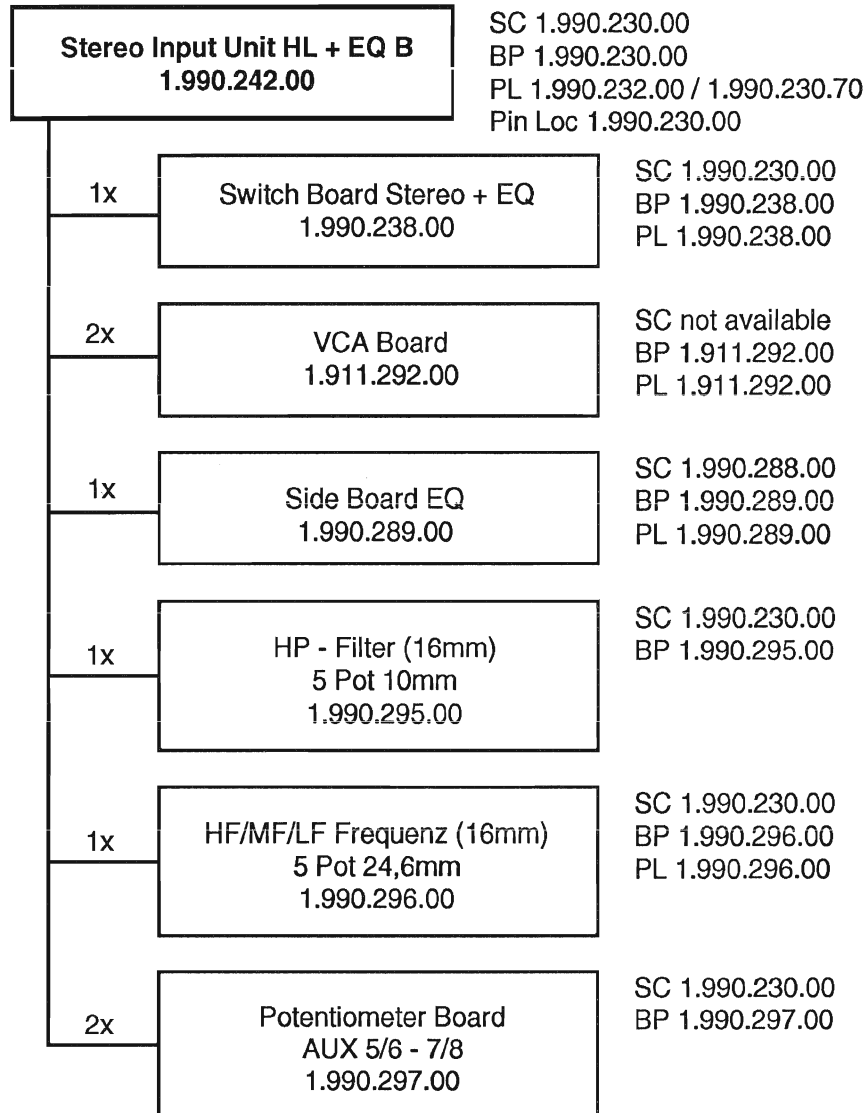 Stereo Input Unit HL + EQ B
1.990.242.00
SC 1.990.230.00
BP 1.990.230.00
PL 1.990.232.00 / 1.990.230.70
Pin Loc 1.990.230.00
1x
Switch Board Stereo + EQ
1.990.238.00
SC 1.990.230.00
BP 1.990.238.00
PL 1.990.238.00
2x
VCA Board
1.911.292.00
SC not available
BP 1.911.292.00
PL 1.911.292.00
1x
Side Board EQ
1.990.289.00
SC 1.990.288.00
BP 1.990.289.00
PL 1.990.289.00
1x
HP - Filter (16mm)
5 Pot 10mm
1.990.295.00
SC 1.990.230.00
BP 1.990.295.00
1x
HF/MF/LF Frequenz (16mm)
5 Pot 24,6mm
1.990.296.00
SC 1.990.230.00
BP 1.990.296.00
PL 1.990.296.00
2x
Potentiometer Board
AUX 5/6 - 7/8
1.990.297.00
SC 1.990.230.00
BP 1.990.297.00